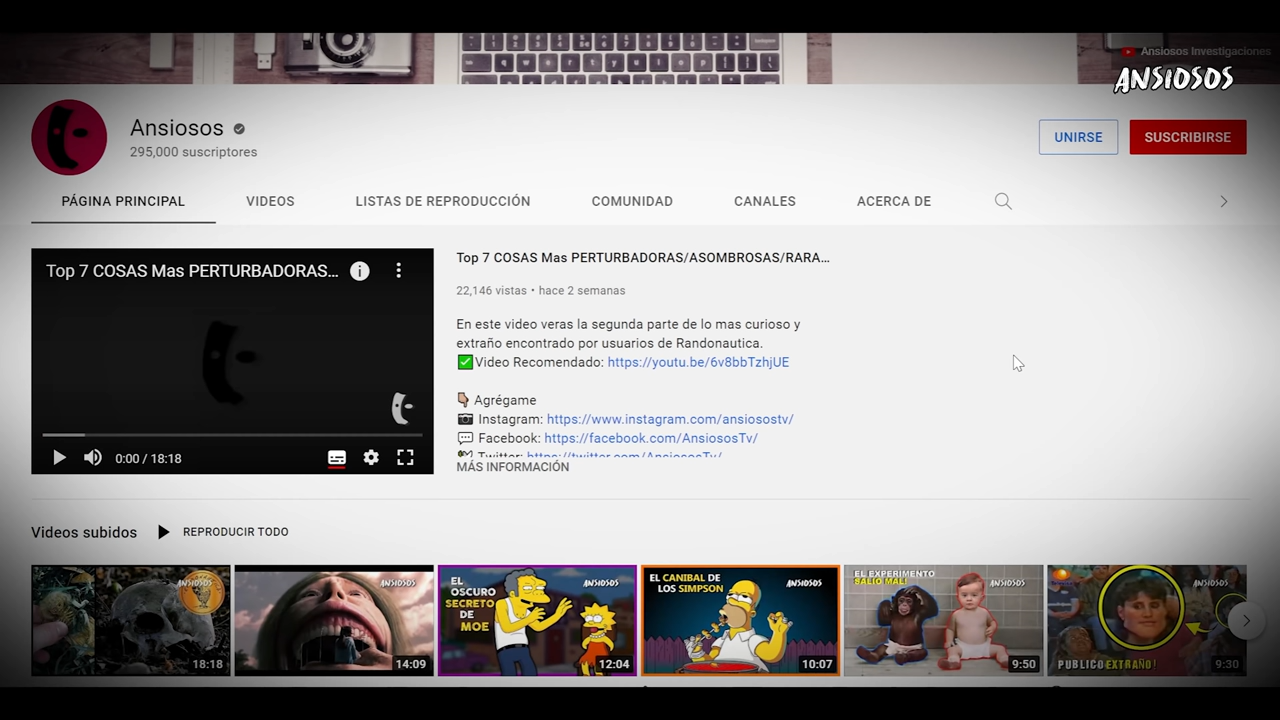 Ansiosos Investigaciones
ANSIOSOS
Ansiosos
295,000 suscriptores
UNIRSE
SUSCRIBIRSE
PÁGINA PRINCIPAL
VIDEOS
LISTAS DE REPRODUCCIÓN
COMUNIDAD
CANALES
ACERCA DE
Top 7 COSAS Mas PERTURBADORAS…
0:00 / 18:18
Top 7 COSAS Mas PERTURBADORAS/ASOMBROSAS/RARA…
22,146 vistas • hace 2 semanas
En este video veras la segunda parte de lo mas curioso y
extraño encontrado por usuarios de Randonautica.
✅Video Recomendado: https://youtu.be/6v8bbTzhjUE
Agrégame
Instagram: https://www.instagram.com/ansiosostv/
Facebook: https://facebook.com/AnsiososTv/
Twitter: https://twitter.com/AnsiososTv/
MÁS INFORMACIÓN
Videos subidos
REPRODUCIR TODO
ANSIOSOS
18:18
ANSIOSOS
14:09
EL
OSCURO
SECRETO
DE
MOE
ANSIOSOS
12:04
EL CANIBAL DE
LOS SIMPSON
ANSIOSOS
10:07
EL EXPERIMENTO
SALIO MAL!
ANSIOSOS
9:50
ANSIOSOS
PUBLICO EXTRAÑO!
9:30